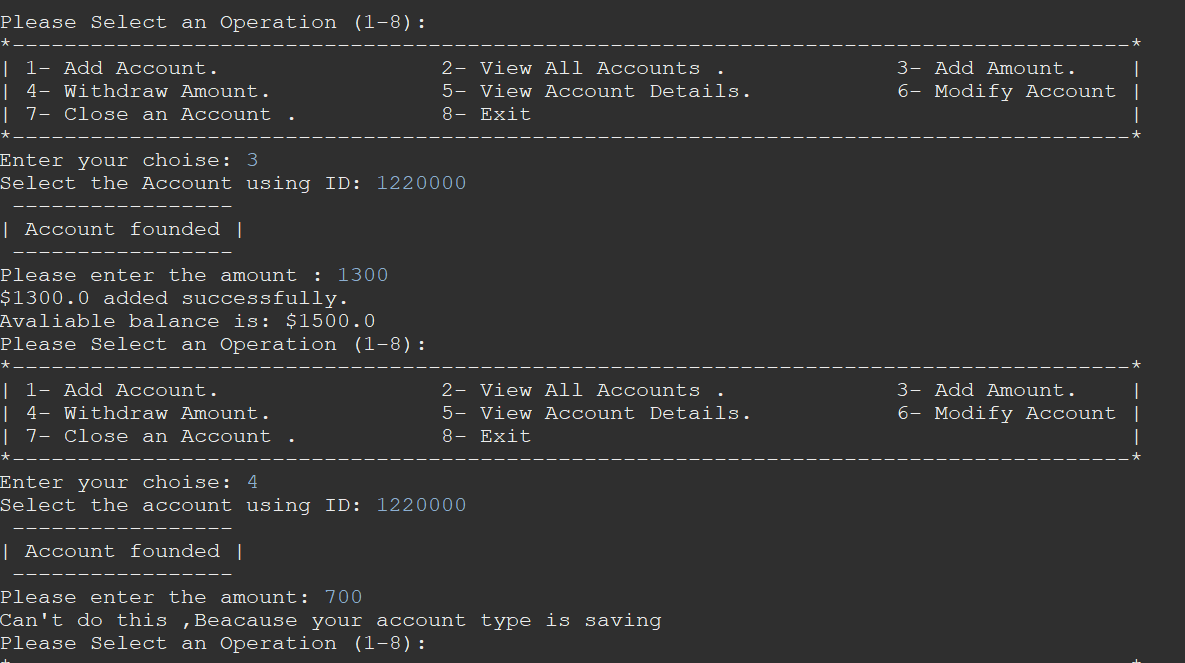 Please Select an Operation (1-8):
*--------------------------------------------------------------------------------------*
| 1- Add Account. 2- View All Accounts . 3- Add Amount. |
| 4- Withdraw Amount. 5- View Account Details. 6- Modify Account |
| 7- Close an Account . 8- Exit |
*--------------------------------------------------------------------------------------*
Enter your choise: 3
Select the Account using ID: 1220000
-----------------
| Account founded |
-----------------
Please enter the amount : 1300
$1300.0 added successfully.
Avaliable balance is: $1500.0
Please Select an Operation (1-8):
*--------------------------------------------------------------------------------------*
| 1- Add Account. 2- View All Accounts . 3- Add Amount. |
| 4- Withdraw Amount. 5- View Account Details. 6- Modify Account |
| 7- Close an Account . 8- Exit |
*--------------------------------------------------------------------------------------*
Enter your choise: 4
Select the account using ID: 1220000
-----------------
| Account founded |
-----------------
Please enter the amount: 700
Can't do this ,Beacause your account type is saving
Please Select an Operation (1-8):